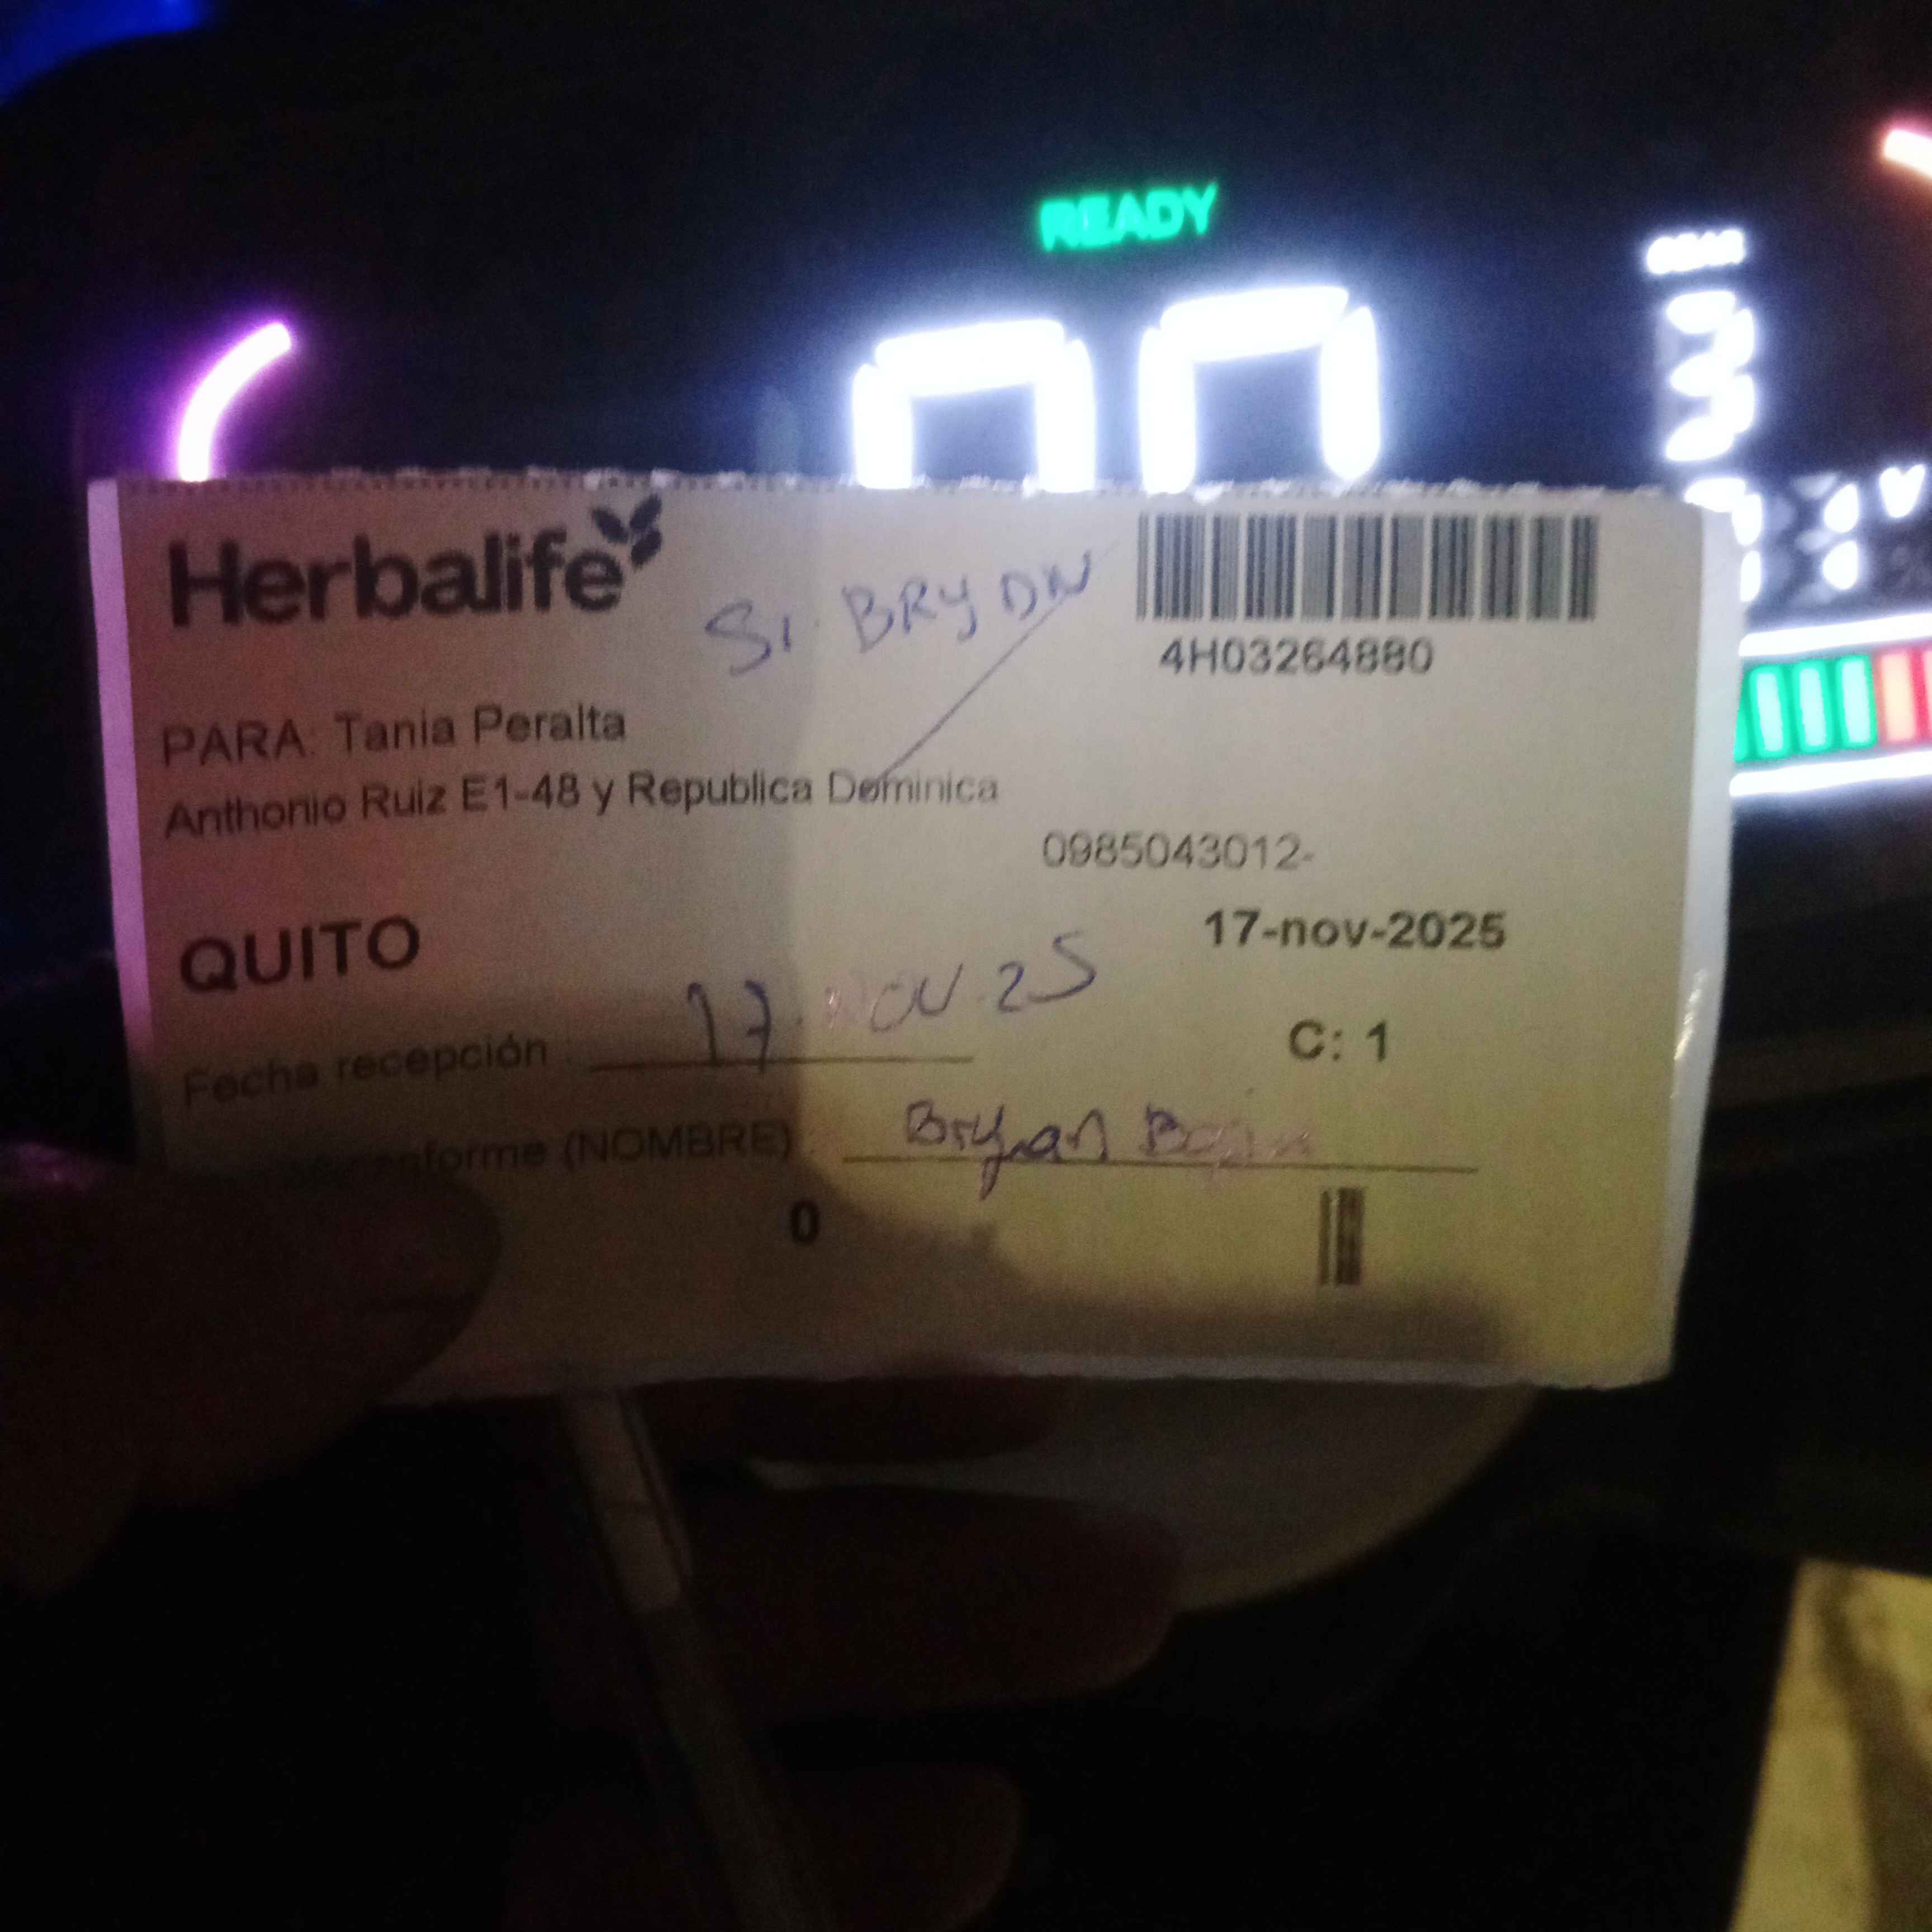 READY
Herbalife
SI. BRYAN
4H03264880
PARA: Tania Peralta
Anthonio Ruiz E1-48 y Republica Dominica
0985043012-
QUITO
17-nov-2025
Fecha recepción : 17. NOV. 25
C: 1
conforme (NOMBRE) : Bryan
0